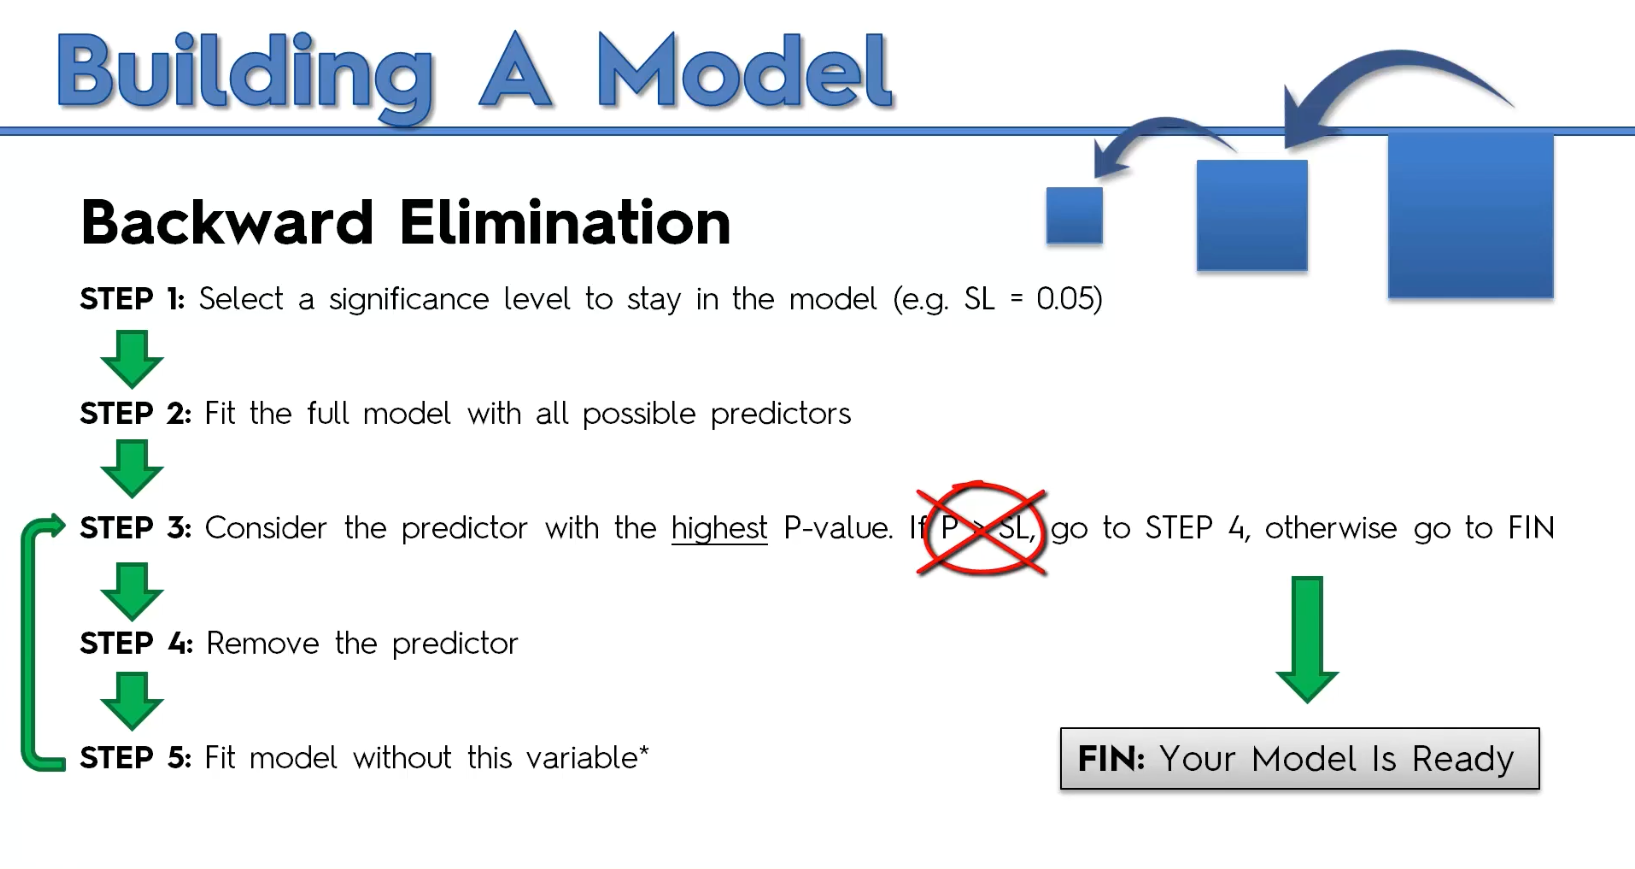 Building A Model
Backward Elimination
STEP 1: Select a significance level to stay in the model (e.g. SL = 0.05)
STEP 2: Fit the full model with all possible predictors
STEP 3: Consider the predictor with the highest P-value. If P > SL, go to STEP 4, otherwise go to FIN
STEP 4: Remove the predictor
STEP 5: Fit model without this variable*
FIN: Your Model Is Ready